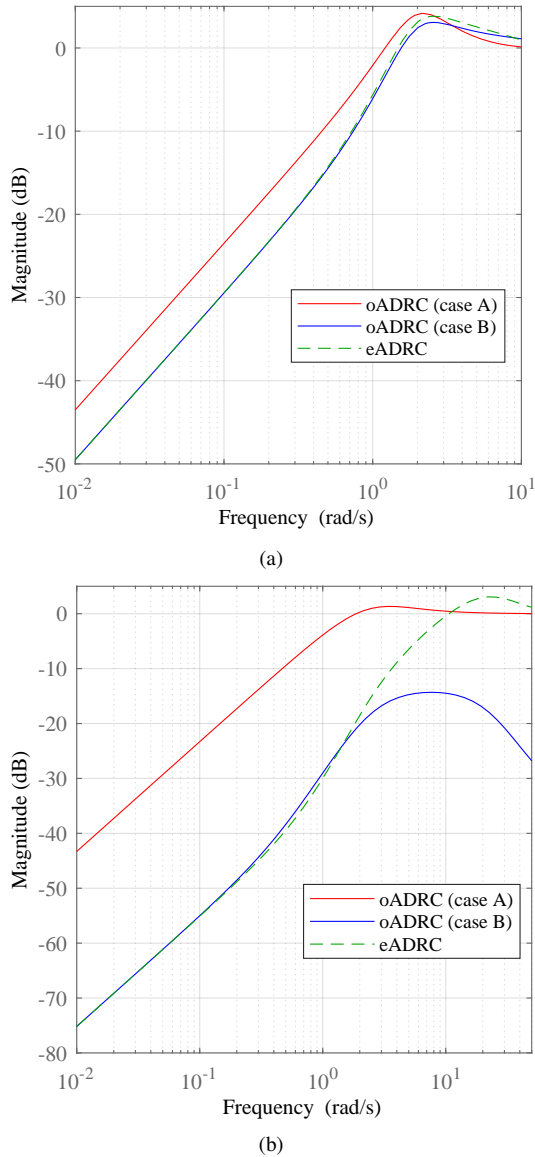 0
-10
-20
-30
-40
-50
Magnitude (dB)
oADRC (case A)
oADRC (case B)
eADRC
10^-2 10^-1 10^0 10^1
Frequency (rad/s)
(a)
0
-10
-20
-30
-40
-50
-60
-70
-80
Magnitude (dB)
oADRC (case A)
oADRC (case B)
eADRC
10^-2 10^-1 10^0 10^1
Frequency (rad/s)
(b)